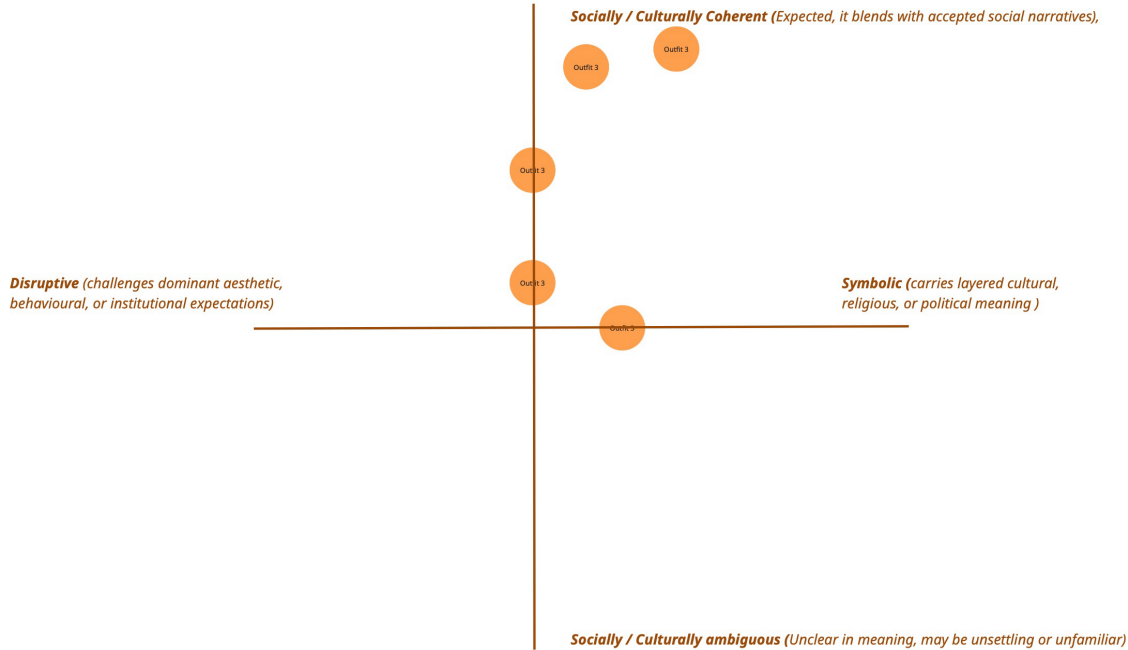 Socially / Culturally Coherent (Expected, it blends with accepted social narratives),
Outfit 3
Outfit 3
Outfit 3
Disruptive (challenges dominant aesthetic,
behavioural, or institutional expectations)
Outfit 3
Symbolic (carries layered cultural,
religious, or political meaning )
Outfit 3
Socially / Culturally ambiguous (Unclear in meaning, may be unsettling or unfamiliar)